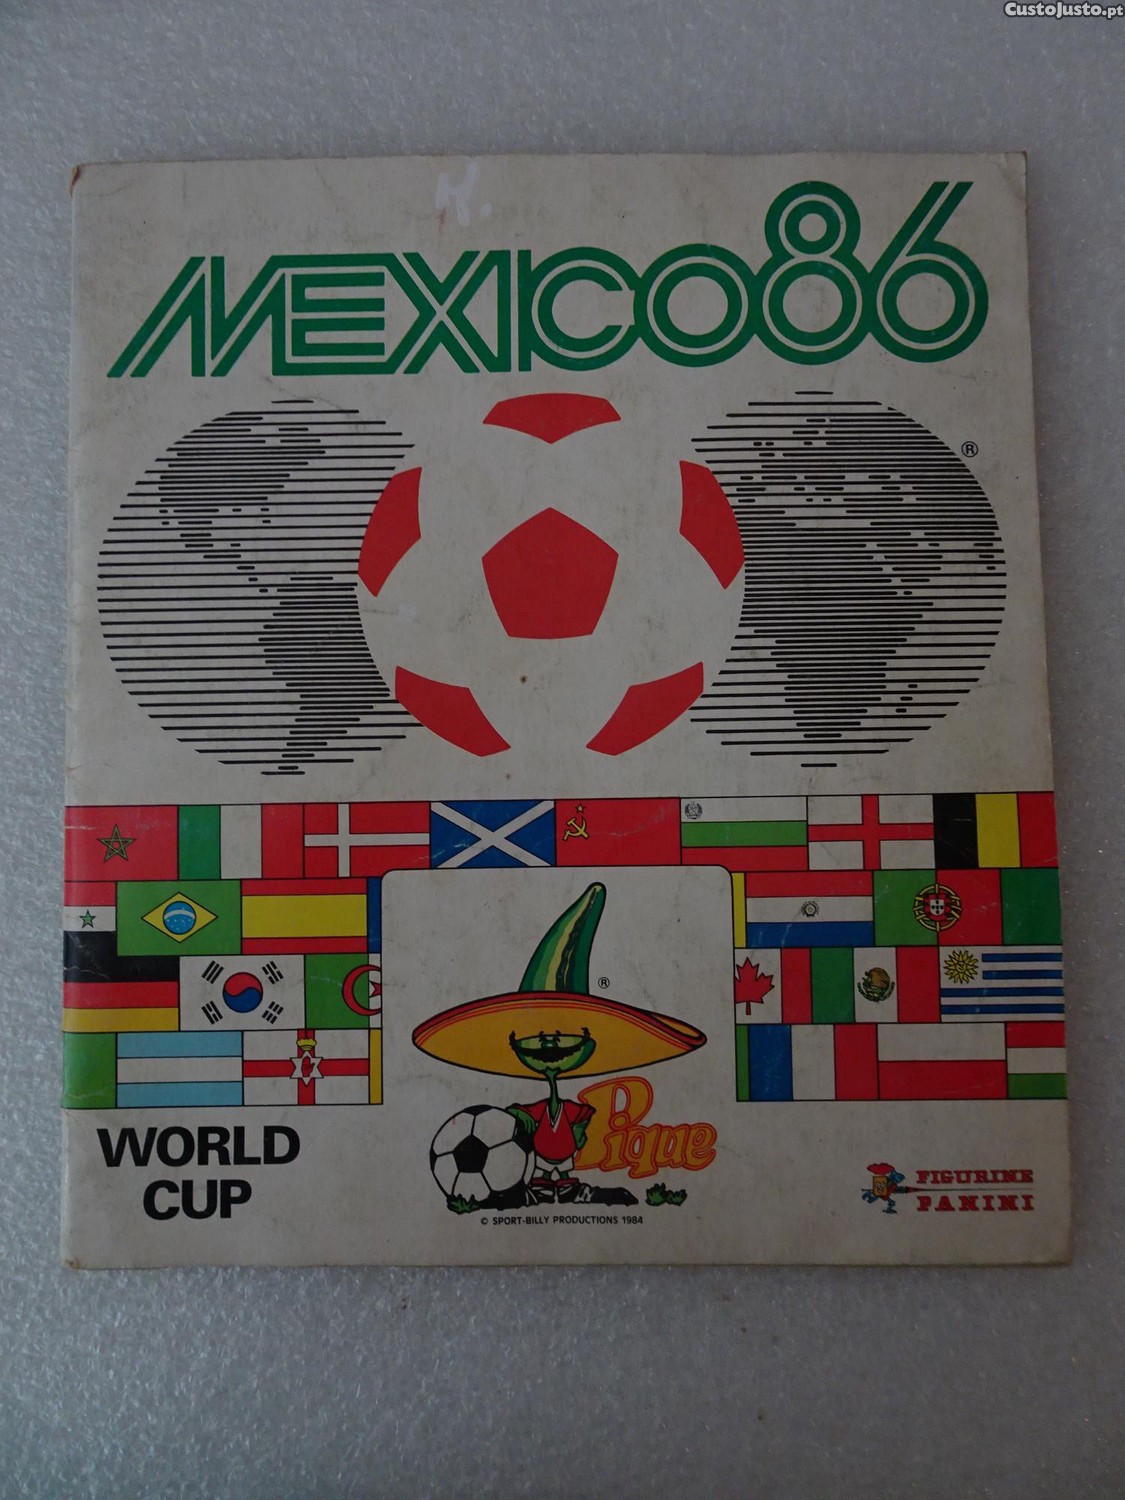 CustoJusto.pt
MEXICO86
®
®
Pique
WORLD
CUP
© SPORT-BILLY PRODUCTIONS 1984
FIGURINE
PANINI